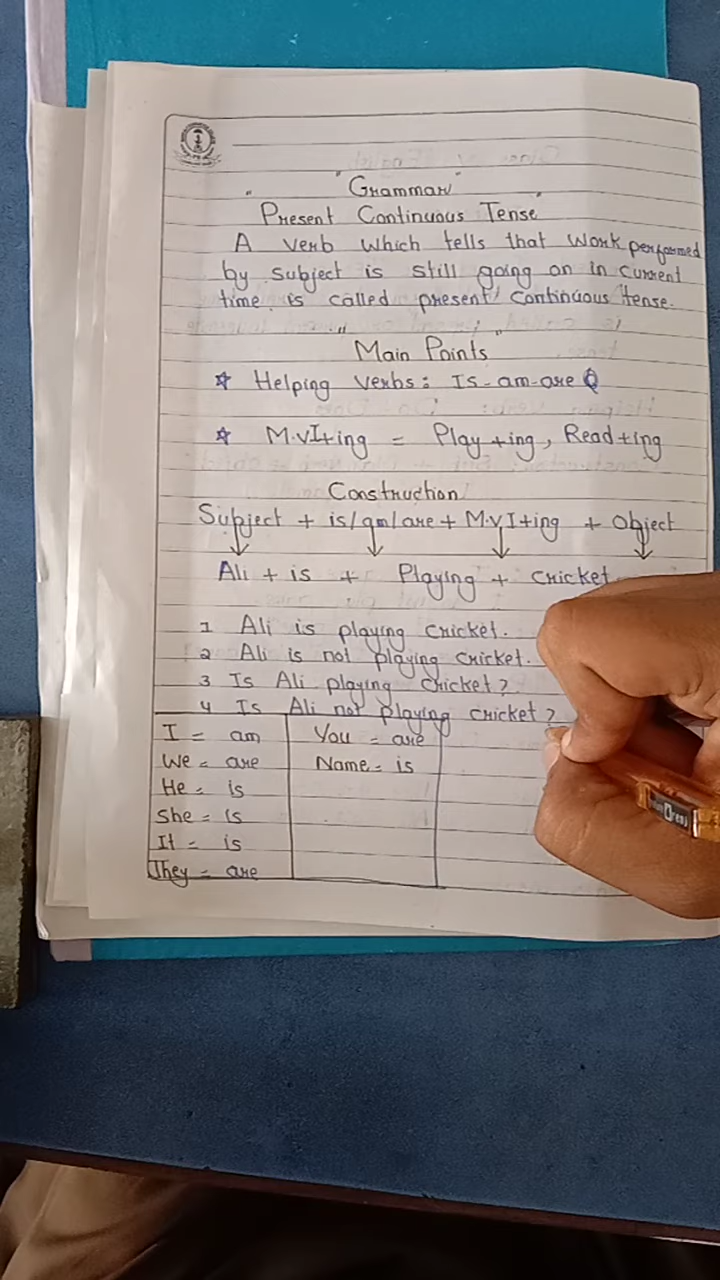 "Grammar"
"Present Continuous Tense"
A verb which tells that work performed
by subject is still going on in current
time is called present continuous tense.
"Main Points"
☆ Helping verbs: Is-am-are
☆ M.vI+ing = Play+ing, Read+ing
Construction
Subject + is/am/are + M.vI+ing + object
Ali + is + Playing + cricket
1 Ali is playing cricket.
2 Ali is not playing cricket.
3 Is Ali playing cricket?
4 Is Ali not playing cricket?
I = am You = are
We = are Name = is
He = is
She = is
It = is
They = are